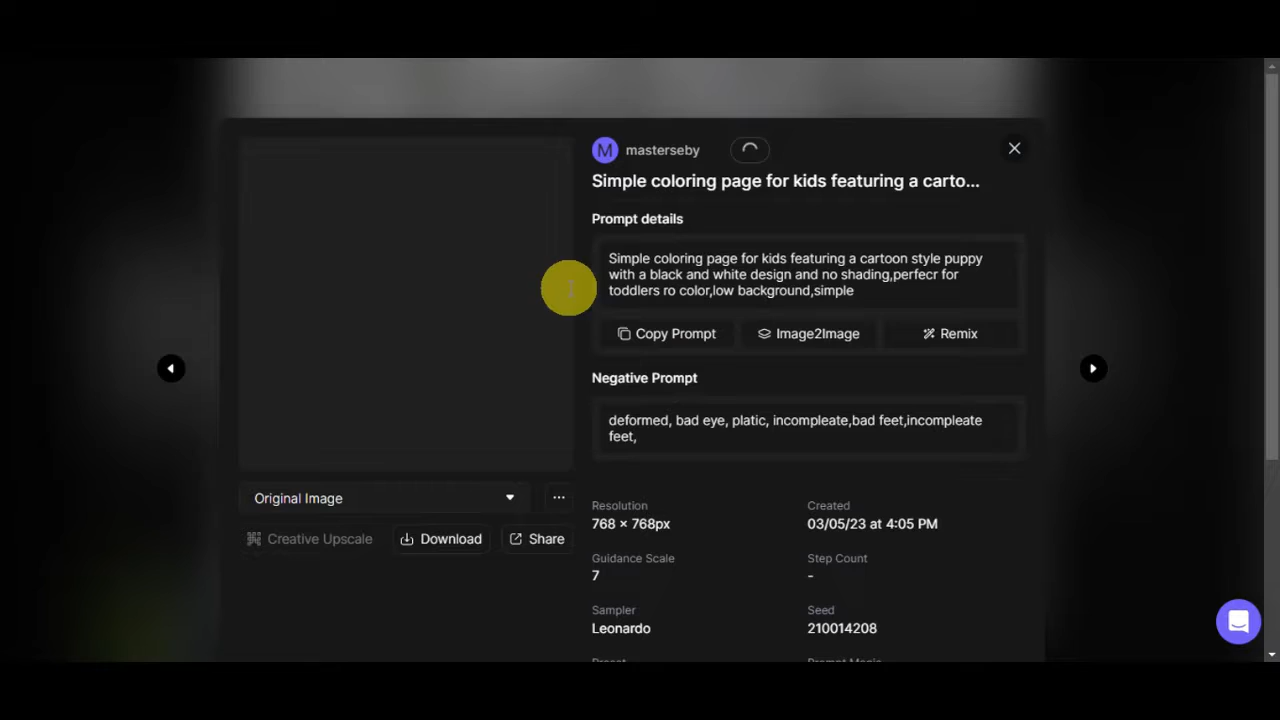 M masterseby
Simple coloring page for kids featuring a carto...
Prompt details
Simple coloring page for kids featuring a cartoon style puppy
with a black and white design and no shading,perfecr for
toddlers ro color,low background,simple
Copy Prompt
Image2Image
Remix
Negative Prompt
deformed, bad eye, platic, incompleate,bad feet,incompleate
feet,
Original Image
Creative Upscale
Download
Share
Resolution
768 × 768px
Created
03/05/23 at 4:05 PM
Guidance Scale
7
Step Count
-
Sampler
Leonardo
Seed
210014208